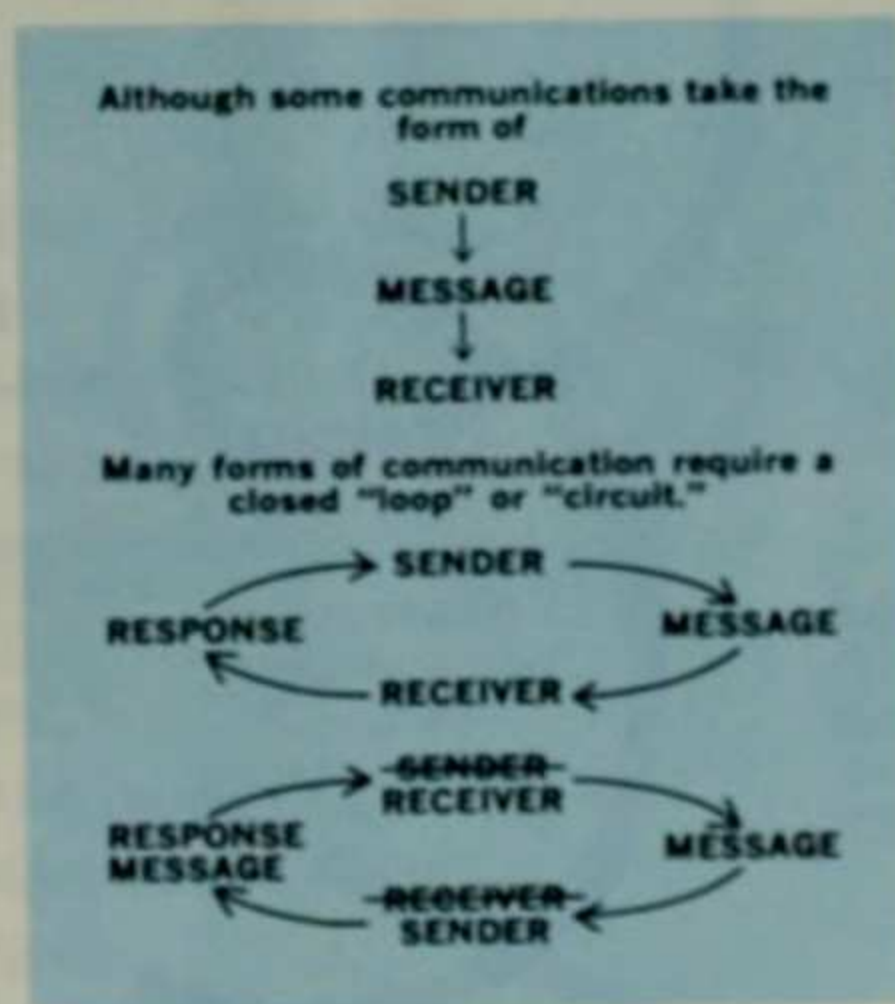 Although some communications take the
form of
SENDER
MESSAGE
RECEIVER
Many forms of communication require a
closed "loop" or "circuit."
SENDER
RESPONSE
MESSAGE
RECEIVER
SENDER
RECEIVER
RESPONSE
MESSAGE
MESSAGE
RECEIVER
SENDER